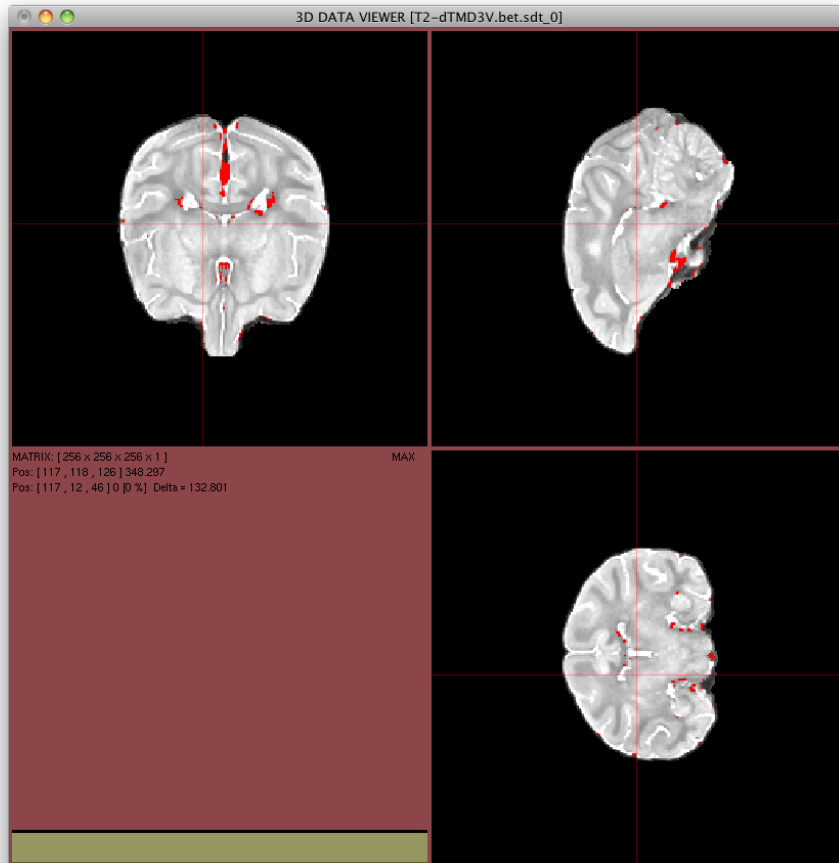 3D DATA VIEWER [T2-dTMD3V.bet.sdt_0]
MATRIX: [ 256 x 256 x 256 x 1 ] MAX
Pos: [ 117 , 118 , 126 ] 348.297
Pos: [ 117 , 12 , 46 ] 0 [0 %] Delta = 132.801